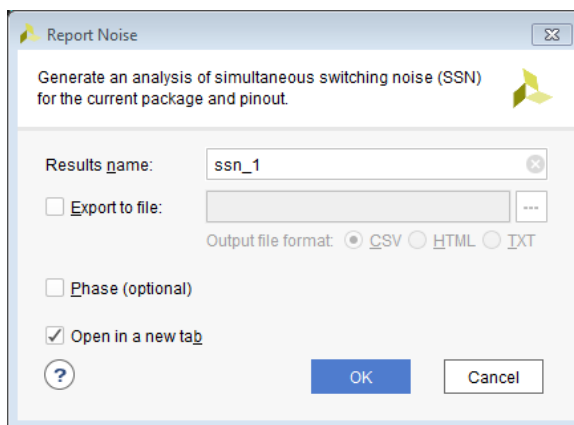 Report Noise
Generate an analysis of simultaneous switching noise (SSN)
for the current package and pinout.
Results name: ssn_1
Export to file: ...
Output file format: CSV HTML TXT
Phase (optional)
Open in a new tab
? OK Cancel